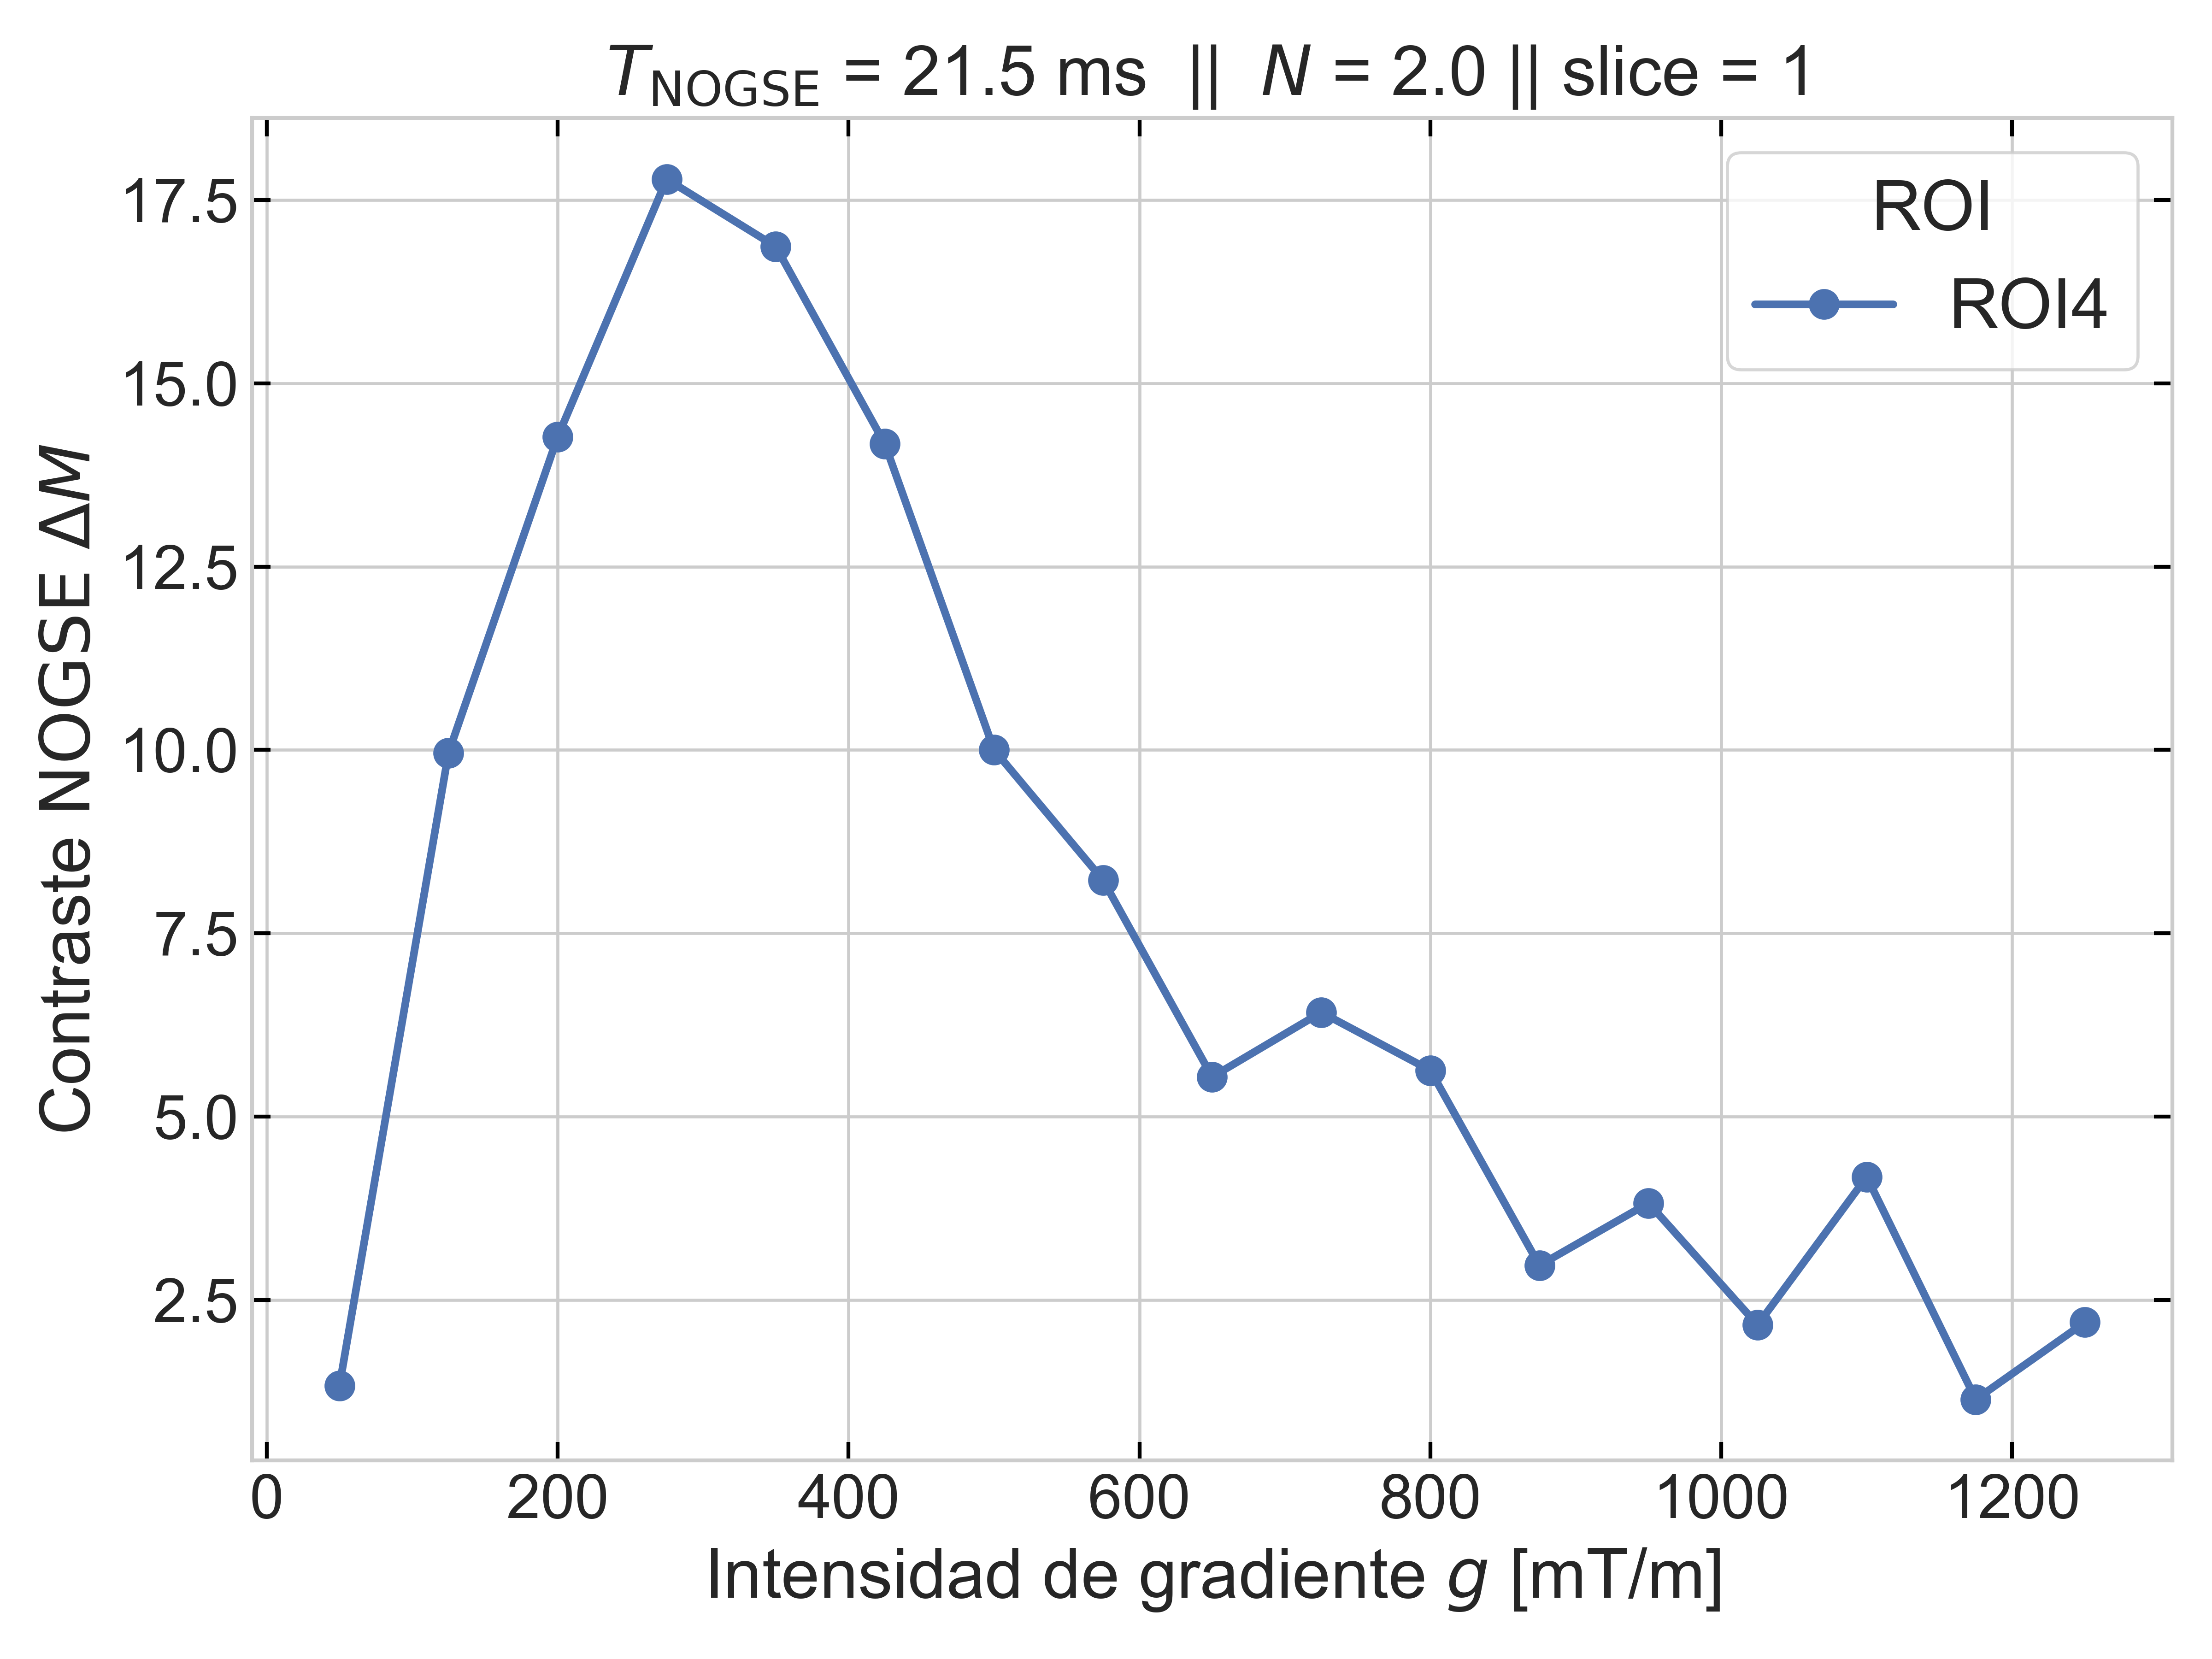 T_NOGSE = 21.5 ms || N = 2.0 || slice = 1
17.5
15.0
12.5
10.0
7.5
5.0
2.5
Contraste NOGSE ΔM
ROI
ROI4
0 200 400 600 800 1000 1200
Intensidad de gradiente g [mT/m]